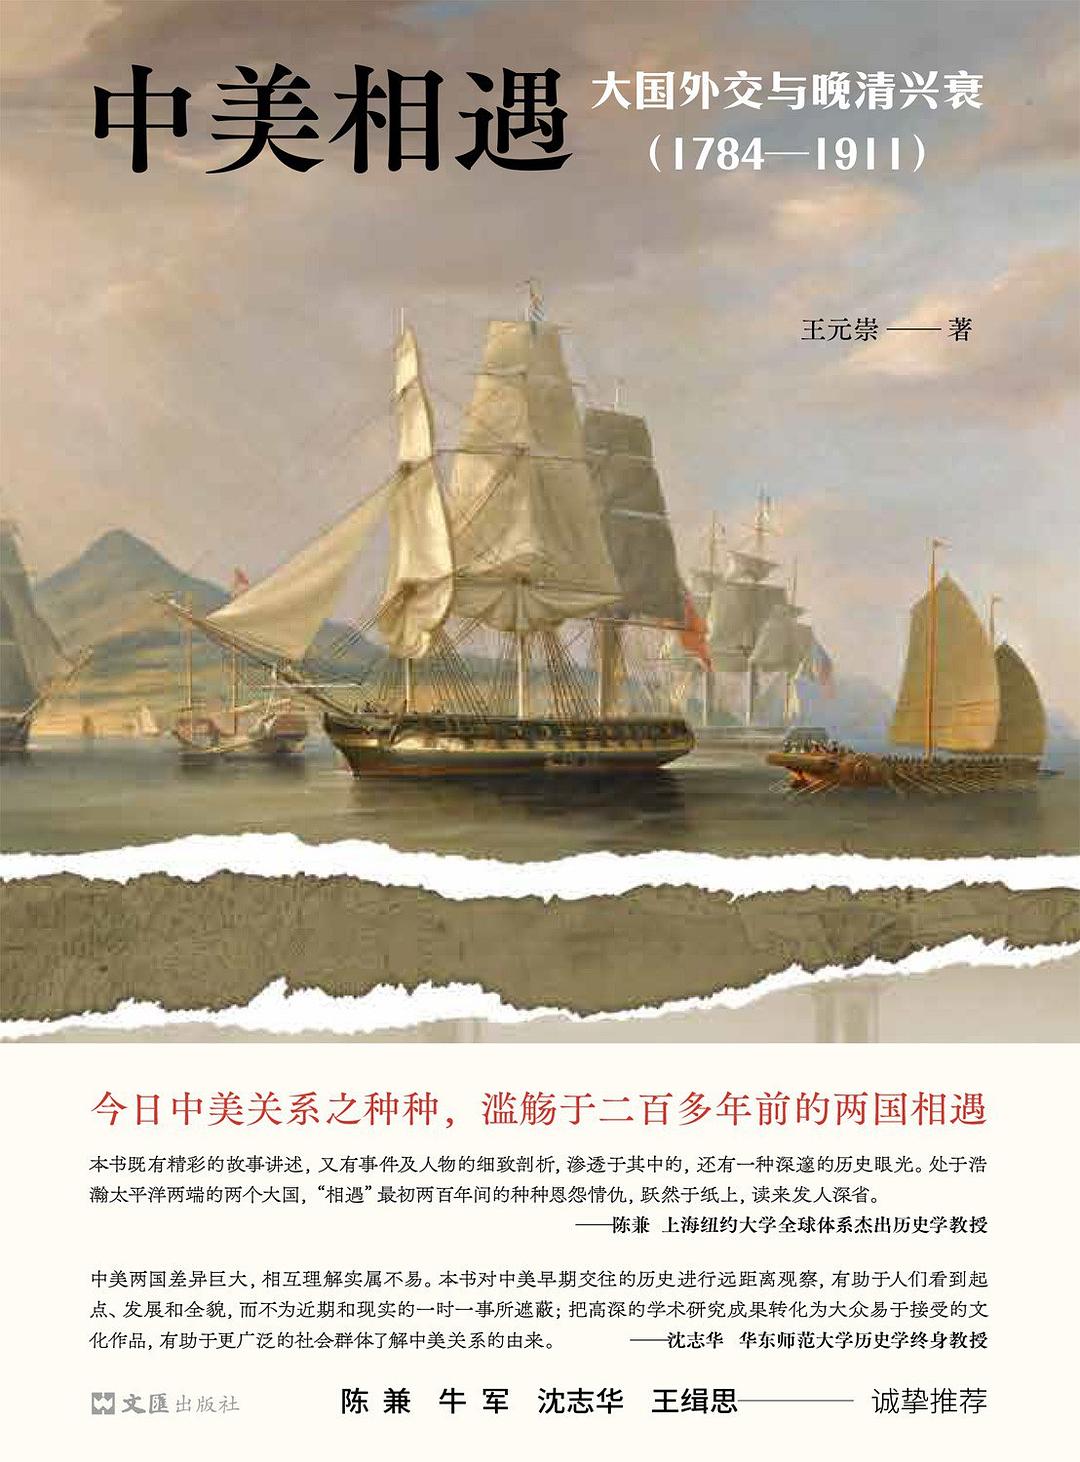 中美相遇
大国外交与晚清兴衰
（1784—1911）
王元崇 —— 著
今日中美关系之种种，滥觞于二百多年前的两国相遇
本书既有精彩的故事讲述，又有事件及人物的细致剖析，渗透于其中的，还有一种深邃的历史眼光。处于浩
瀚太平洋两端的两个大国，“相遇”最初两百年间的种种恩怨情仇，跃然于纸上，读来发人深省。
——陈兼 上海纽约大学全球体系杰出历史学教授
中美两国差异巨大，相互理解实属不易。本书对中美早期交往的历史进行远距离观察，有助于人们看到起
点、发展和全貌，而不为近期和现实的一时一事所遮蔽；把高深的学术研究成果转化为大众易于接受的文
化作品，有助于更广泛的社会群体了解中美关系的由来。 ——沈志华 华东师范大学历史学终身教授
文匯出版社 陈 兼 牛 军 沈志华 王缉思—— 诚挚推荐